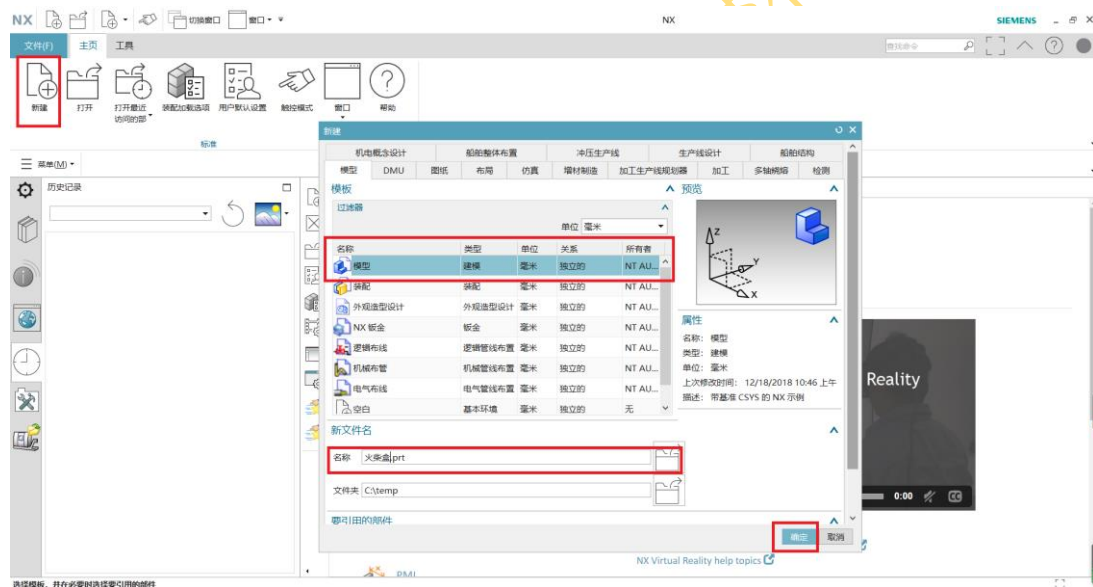 NX 切换窗口 窗口 NX SIEMENS
文件(F) 主页 工具 查找命令
新建 打开 打开最近访问的部 装配加载选项 用户默认设置 触控模式 窗口 帮助
标准
菜单(M)
历史记录
新建
机电概念设计 船舶整体布置 冲压生产线 生产线设计 船舶结构
模型 DMU 图纸 布局 仿真 增材制造 加工生产线规划器 加工 多轴熔熔 检测
模板 预览
过滤器
单位 毫米
名称 类型 单位 关系 所有者
模型 建模 毫米 独立的 NT AU...
装配 装配 毫米 独立的 NT AU...
外观造型设计 外观造型设计 毫米 独立的 NT AU...
NX 钣金 钣金 毫米 独立的 NT AU...
逻辑布线 逻辑管线布置 毫米 独立的 NT AU...
机械布管 机械管线布置 毫米 独立的 NT AU...
电气布线 电气管线布置 毫米 独立的 NT AU...
空白 基本环境 毫米 独立的 无
Z
Y
X
属性
名称: 模型
类型: 建模
单位: 毫米
上次修改时间: 12/18/2018 10:46 上午
描述: 带基准 CSYS 的 NX 示例
新文件名
名称 火柴盒.prt
文件夹 C:\temp
要引用的部件
确定 取消
Reality
0:00 CC
NX Virtual Reality help topics
PMI
选择模板，并在必要时选择要引用的部件